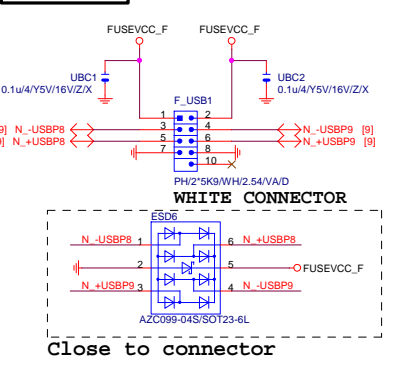 FUSEVCC_F FUSEVCC_F
UBC1
0.1u/4/Y5V/16V/Z/X
UBC2
0.1u/4/Y5V/16V/Z/X
F_USB1
1 2
9] N_-USBP8 3 4 N_-USBP9 [9]
9] N_+USBP8 5 6 N_+USBP9 [9]
7 8
10
PH/2*5K9/WH/2.54/VA/D
WHITE CONNECTOR
ESD6
N_-USBP8 1 6 N_+USBP8
2 5 FUSEVCC_F
N_+USBP9 3 4 N_-USBP9
AZC099-04S/SOT23-6L
Close to connector